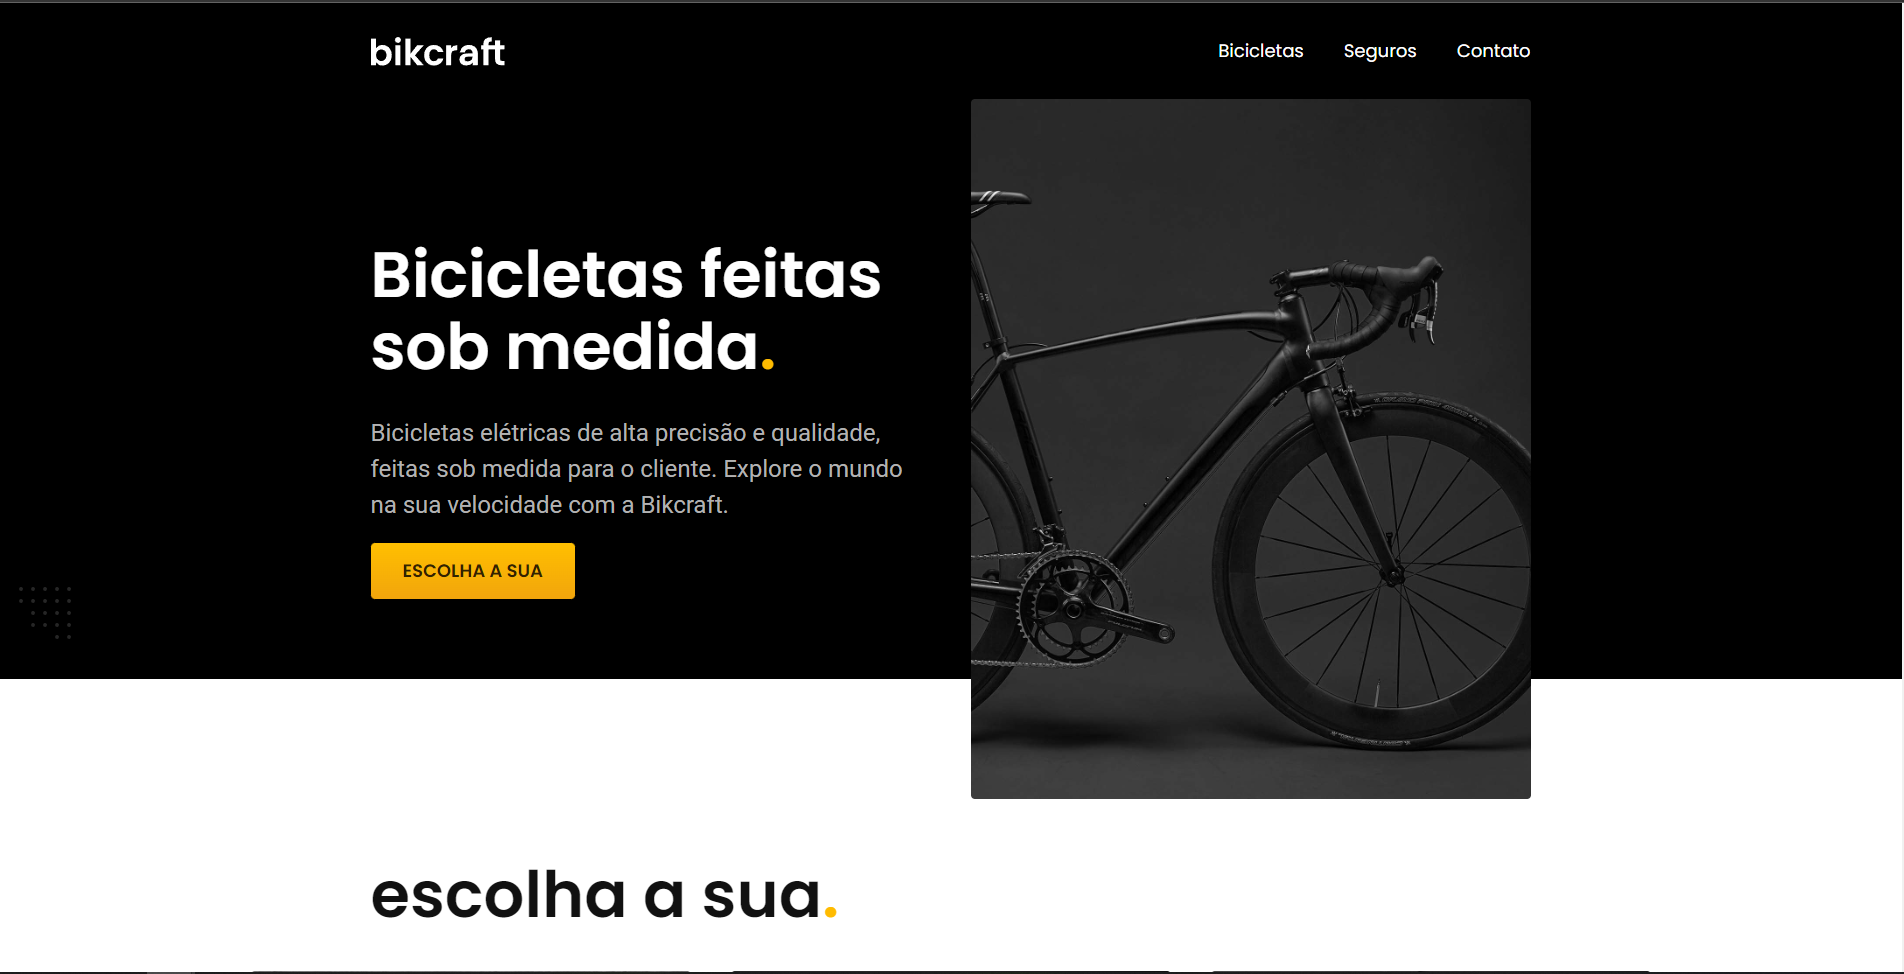 bikcraft
Bicicletas Seguros Contato
Bicicletas feitas
sob medida.
Bicicletas elétricas de alta precisão e qualidade,
feitas sob medida para o cliente. Explore o mundo
na sua velocidade com a Bikcraft.
ESCOLHA A SUA
escolha a sua.